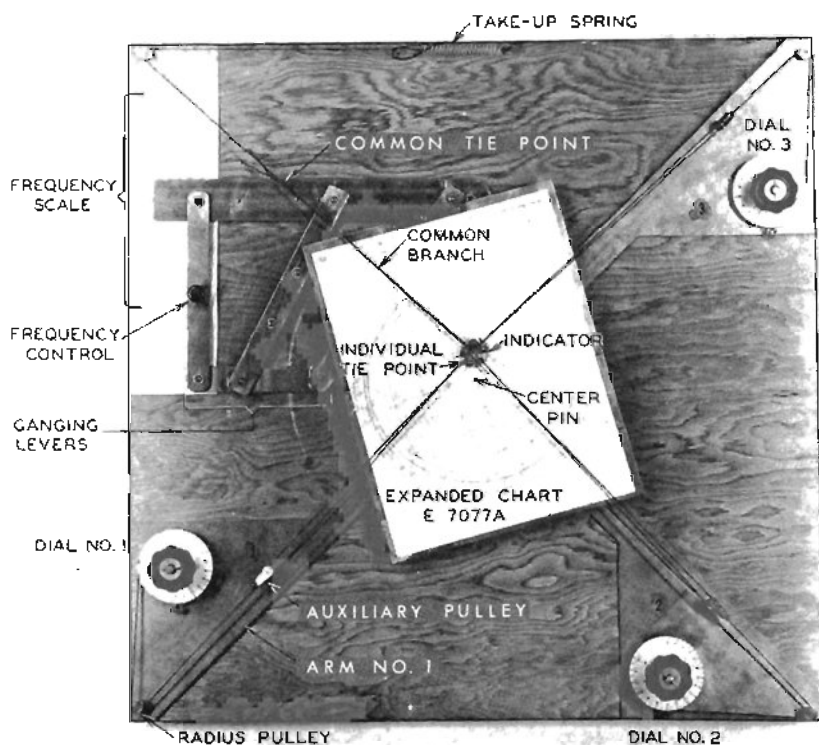 TAKE-UP SPRING
COMMON TIE POINT
DIAL
NO. 3
FREQUENCY
SCALE
3
COMMON
BRANCH
FREQUENCY
CONTROL
INDIVIDUAL
TIE POINT
INDICATOR
CENTER
PIN
GANGING
LEVERS
EXPANDED CHART
E 7077A
DIAL NO. 1
AUXILIARY PULLEY
2
ARM NO. 1
RADIUS PULLEY
DIAL NO. 2